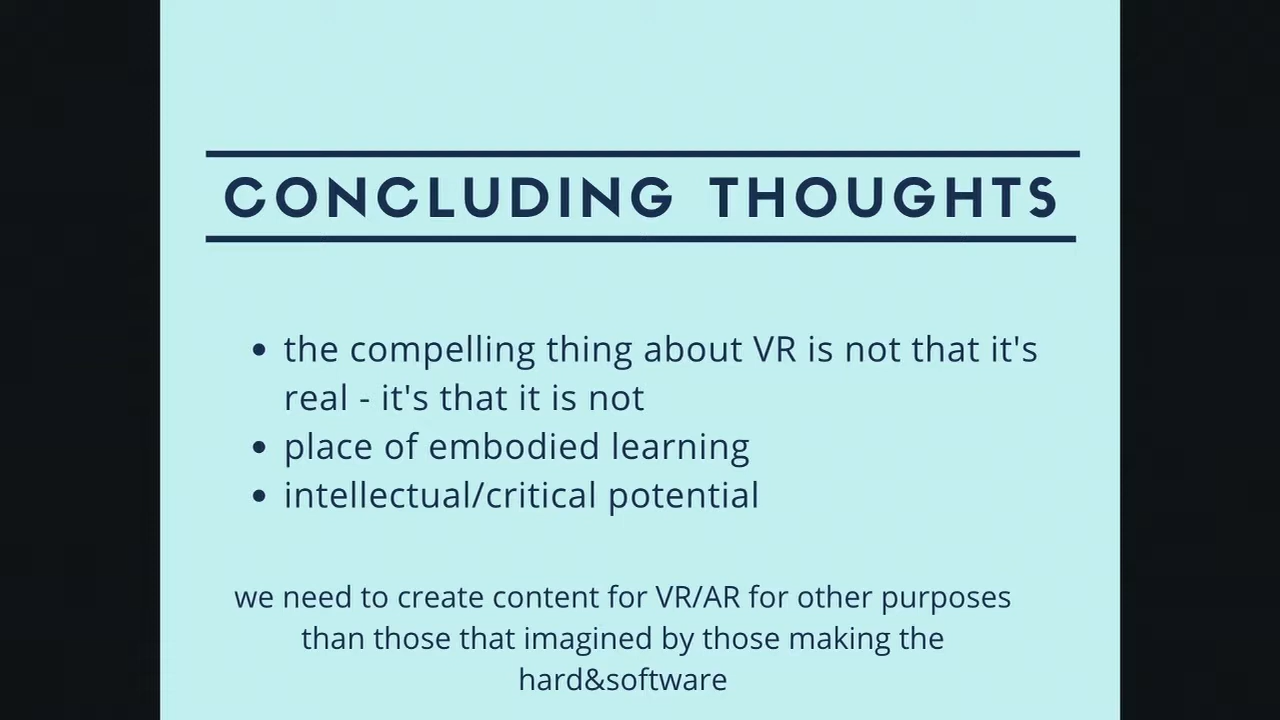 CONCLUDING THOUGHTS
• the compelling thing about VR is not that it's
real - it's that it is not
• place of embodied learning
• intellectual/critical potential
we need to create content for VR/AR for other purposes
than those that imagined by those making the
hard&software